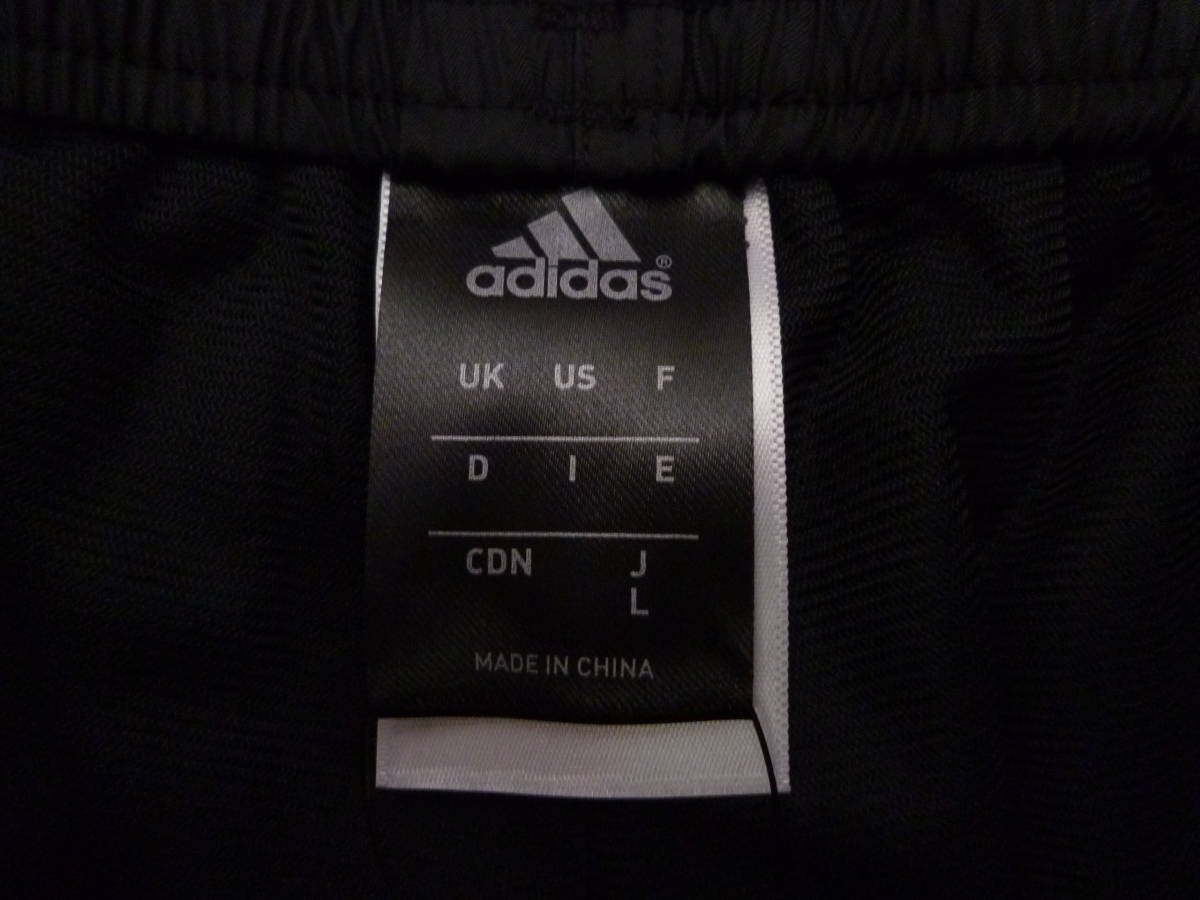 adidas®
UK US F
D I E
CDN J
L
MADE IN CHINA